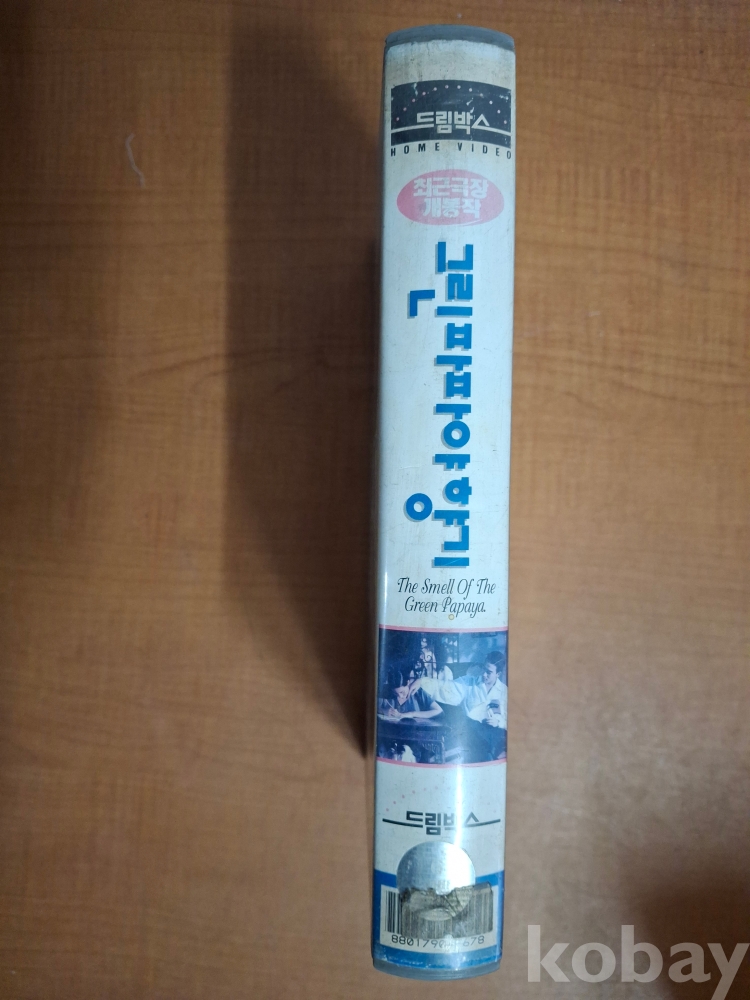 드림박스
HOME VIDEO
최근극장
개봉작
그린파파야향기
The Smell Of The
Green Papaya.
드림박스
kobay